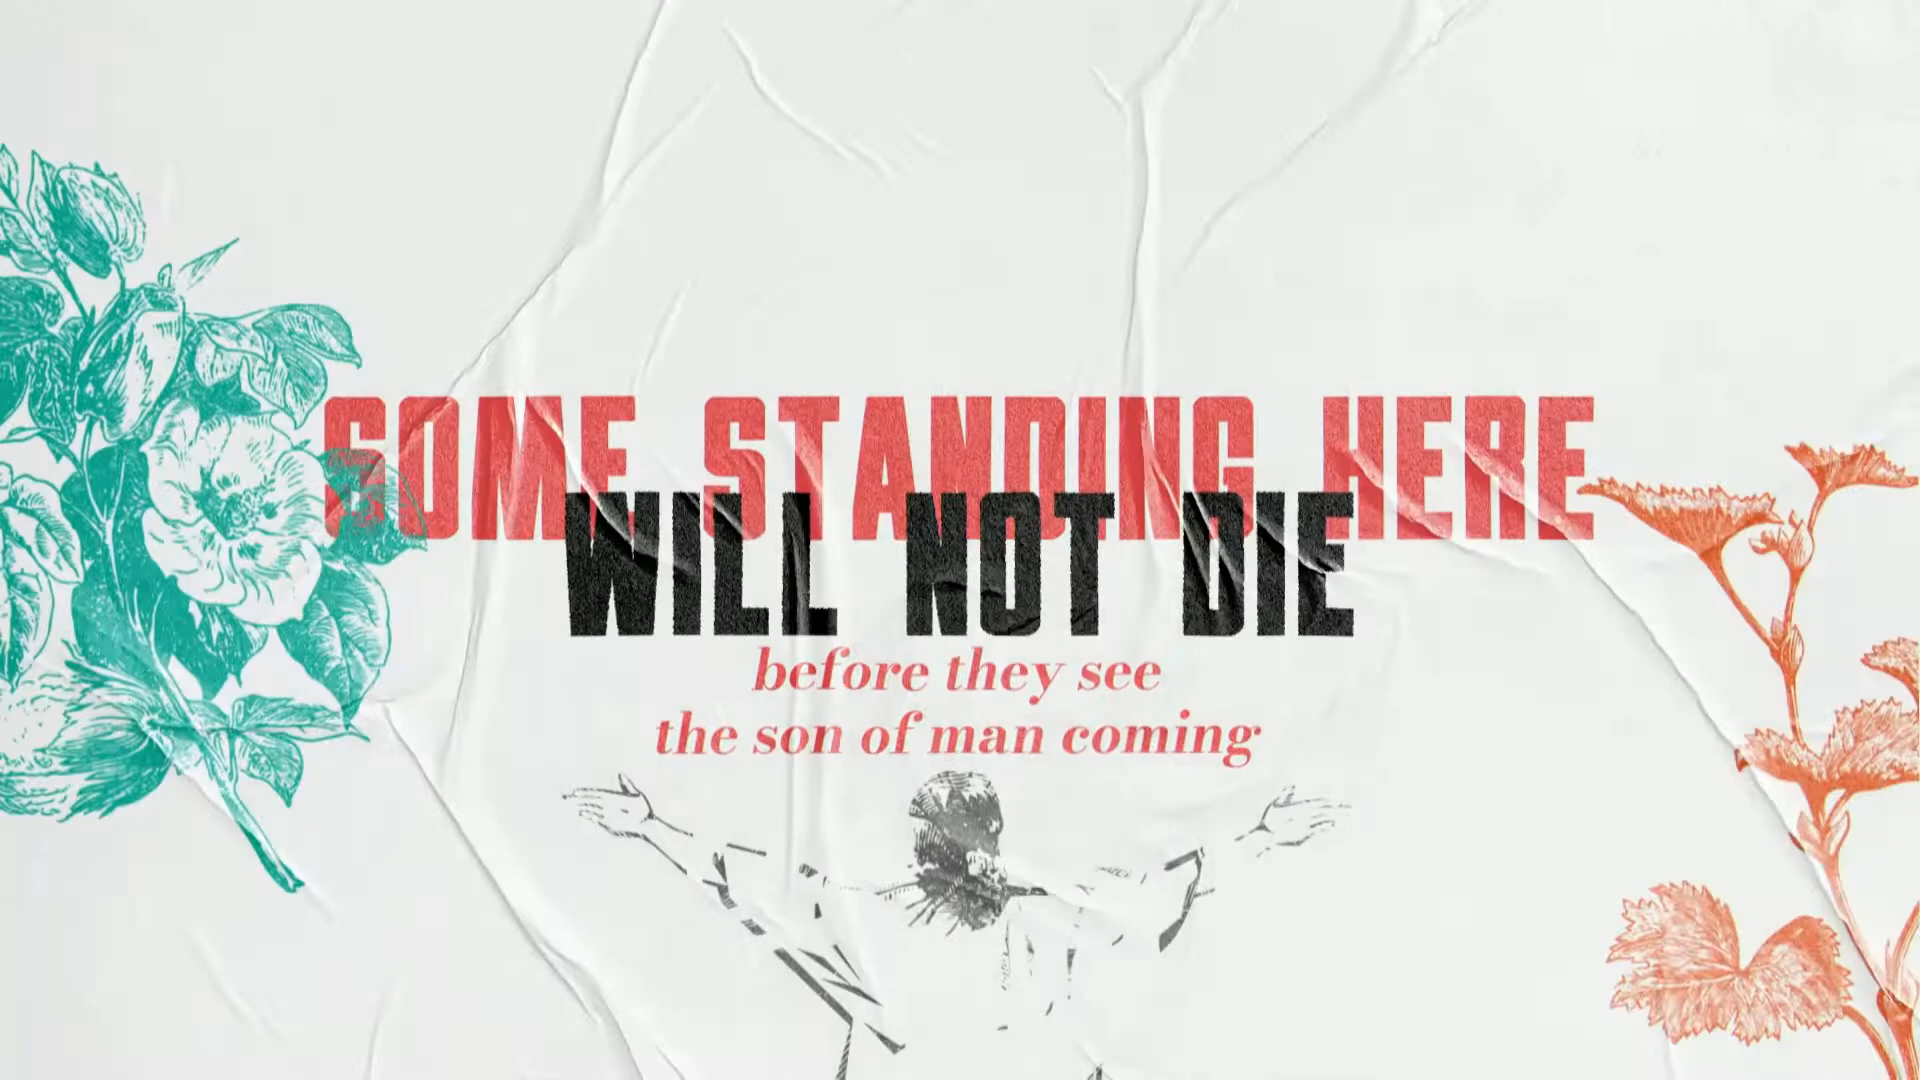 SOME STANDING HERE
WILL NOT DIE
before they see
the son of man coming